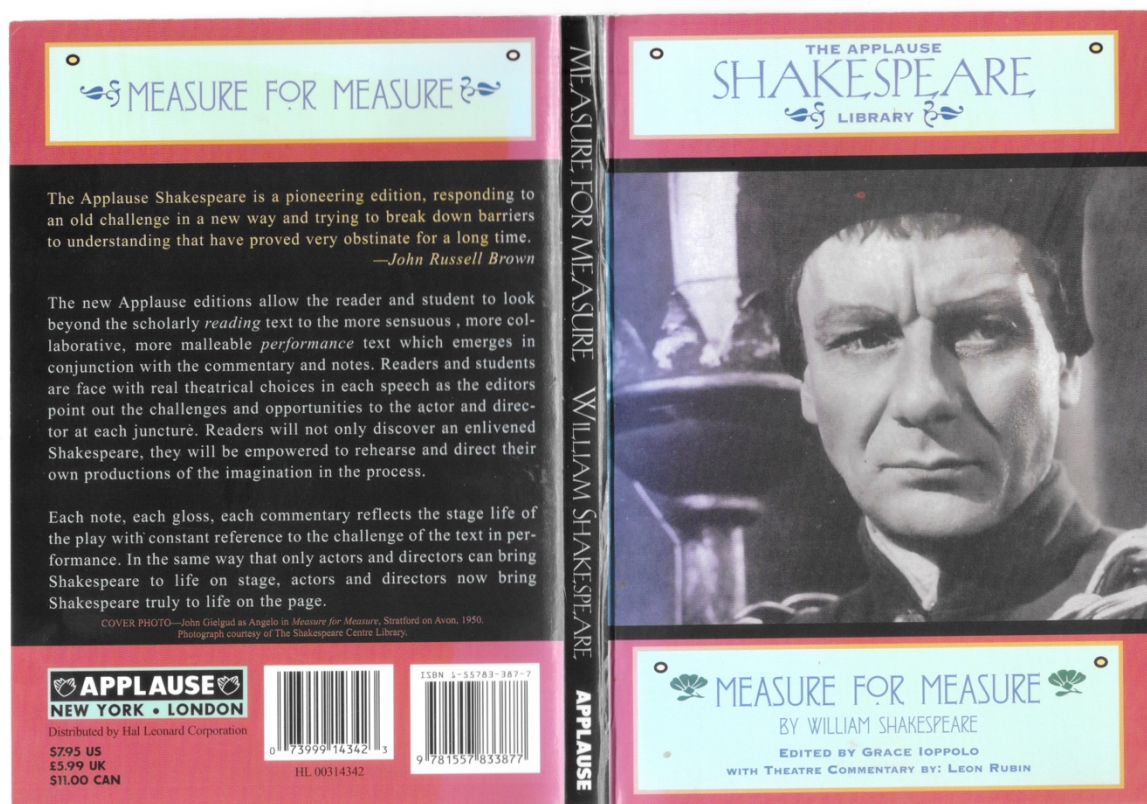 MEASURE FOR MEASURE
The Applause Shakespeare is a pioneering edition, responding to
an old challenge in a new way and trying to break down barriers
to understanding that have proved very obstinate for a long time.
—John Russell Brown
The new Applause editions allow the reader and student to look
beyond the scholarly reading text to the more sensuous , more col-
laborative, more malleable performance text which emerges in
conjunction with the commentary and notes. Readers and students
are face with real theatrical choices in each speech as the editors
point out the challenges and opportunities to the actor and direc-
tor at each juncture. Readers will not only discover an enlivened
Shakespeare, they will be empowered to rehearse and direct their
own productions of the imagination in the process.
Each note, each gloss, each commentary reflects the stage life of
the play with constant reference to the challenge of the text in per-
formance. In the same way that only actors and directors can bring
Shakespeare to life on stage, actors and directors now bring
Shakespeare truly to life on the page.
COVER PHOTO—John Gielgud as Angelo in Measure for Measure, Stratford on Avon, 1950.
Photograph courtesy of The Shakespeare Centre Library.
APPLAUSE
NEW YORK • LONDON
Distributed by Hal Leonard Corporation
$7.95 US
£5.99 UK
$11.00 CAN
0 73999 14342 3
HL 00314342
ISBN 1-55783-387-7
9 781557 833877
MEASURE FOR MEASURE WILLIAM SHAKESPEARE APPLAUSE
THE APPLAUSE
SHAKESPEARE
LIBRARY
MEASURE FOR MEASURE
BY WILLIAM SHAKESPEARE
EDITED BY GRACE IOPPOLO
WITH THEATRE COMMENTARY BY: LEON RUBIN